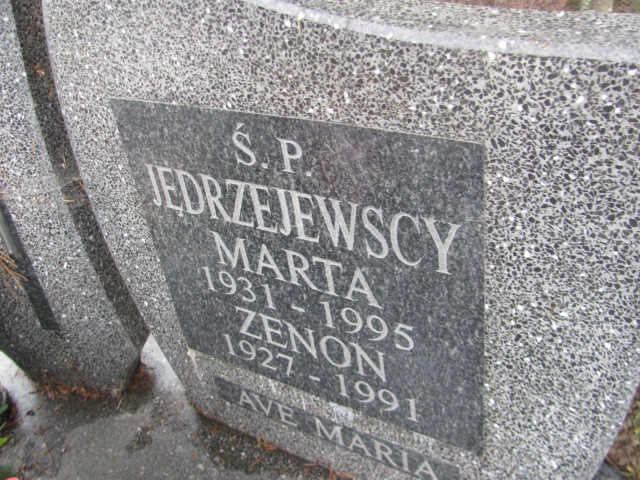 Ś. P.
JĘDRZEJEWSCY
MARTA
1931 - 1995
ZENON
1927 - 1991
AVE MARIA